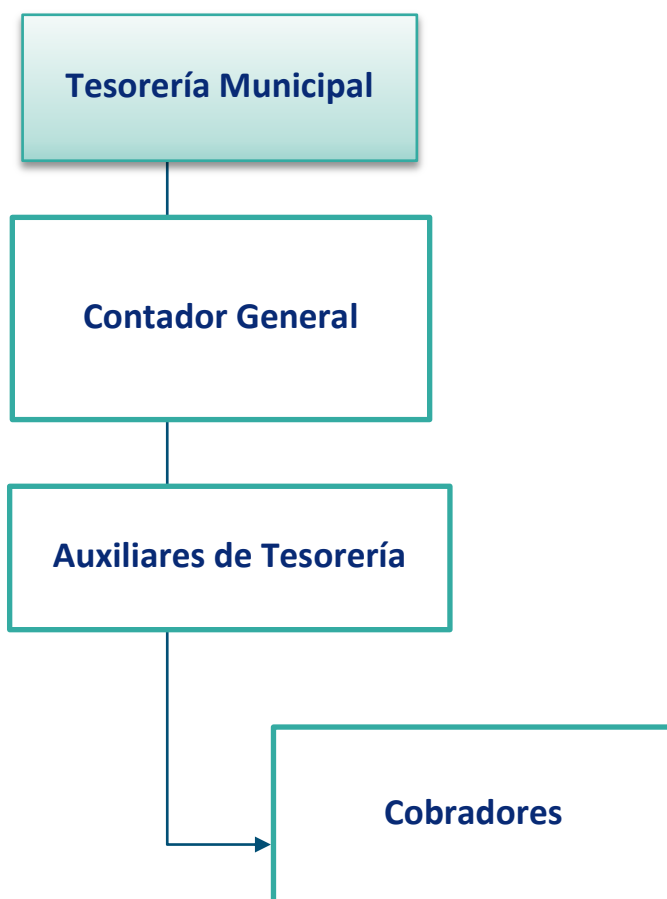 Tesorería Municipal
Contador General
Auxiliares de Tesorería
Cobradores